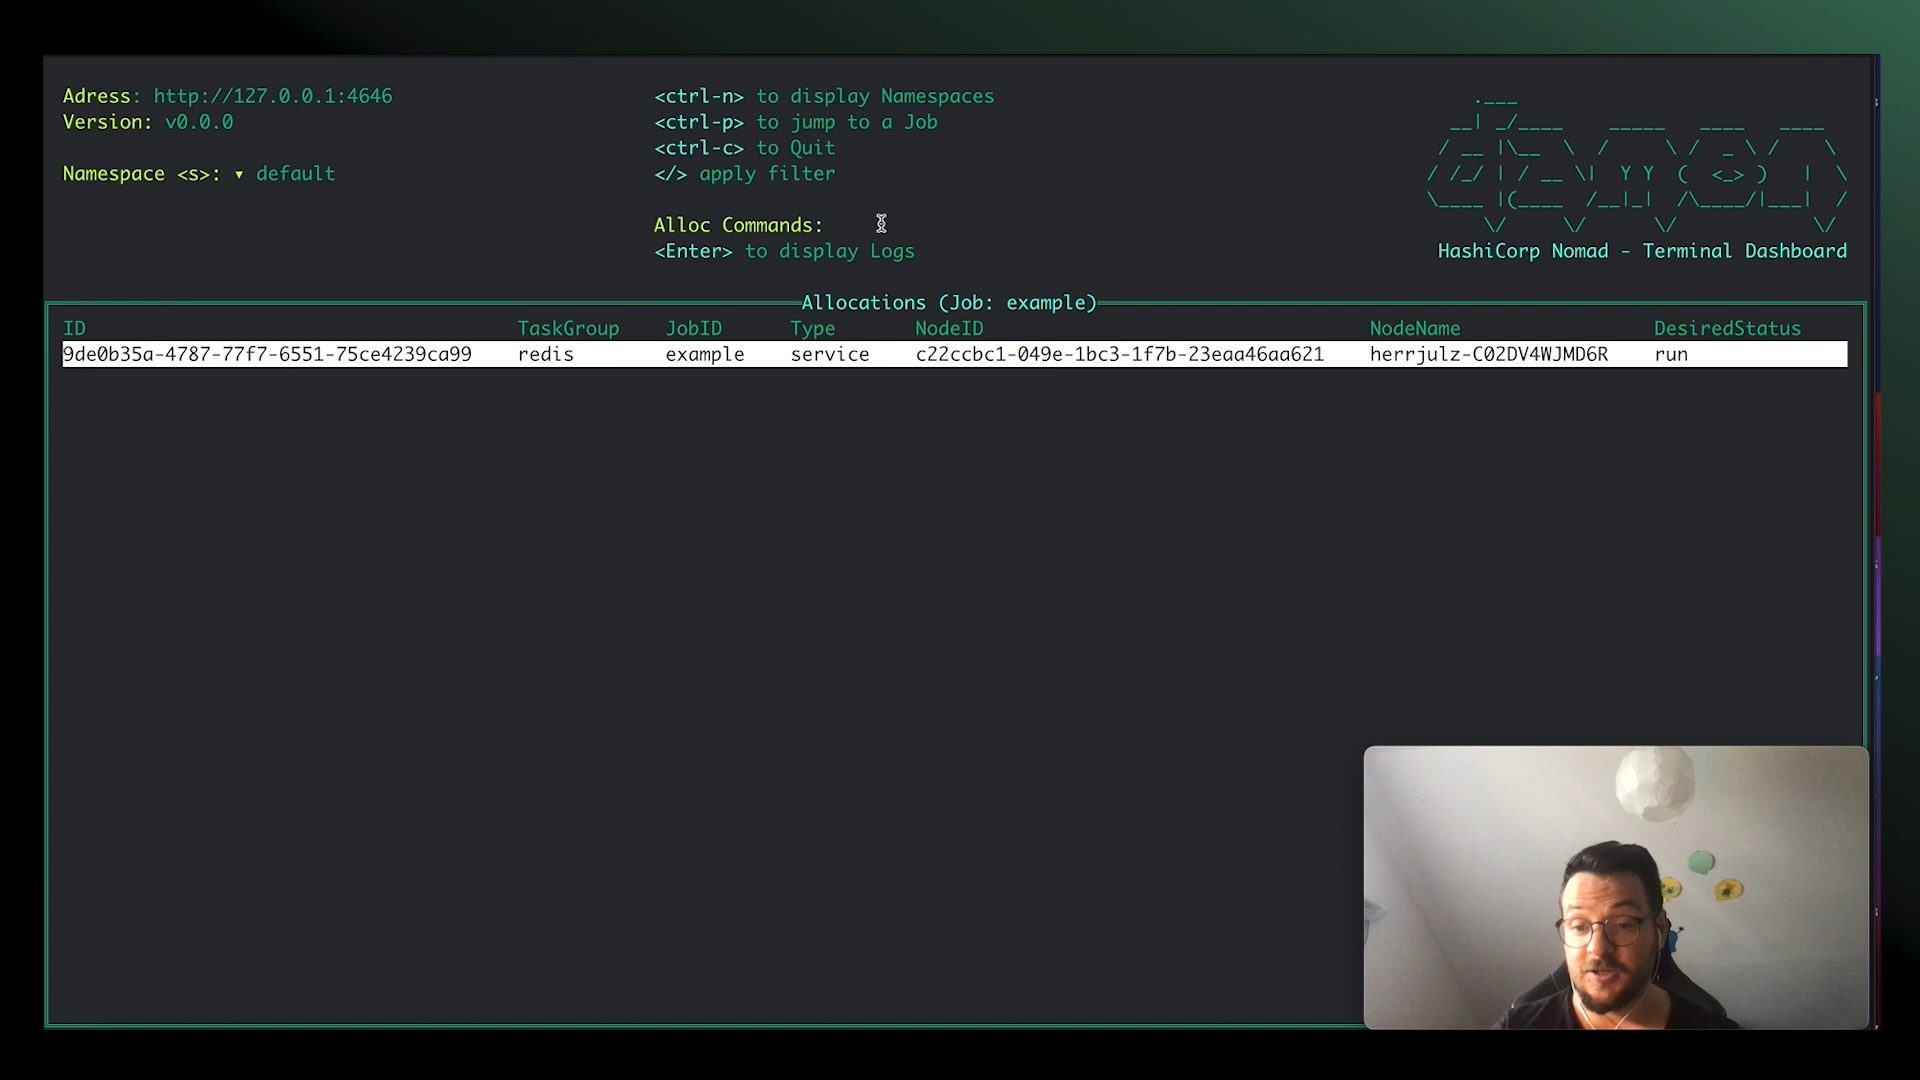 Adress: http://127.0.0.1:4646
Version: v0.0.0
Namespace <s>: ▾ default
<ctrl-n> to display Namespaces
<ctrl-p> to jump to a Job
<ctrl-c> to Quit
</> apply filter
Alloc Commands:
<Enter> to display Logs
damon
HashiCorp Nomad - Terminal Dashboard
Allocations (Job: example)
ID TaskGroup JobID Type NodeID NodeName DesiredStatus
9de0b35a-4787-77f7-6551-75ce4239ca99 redis example service c22ccbc1-049e-1bc3-1f7b-23eaa46aa621 herrjulz-C02DV4WJMD6R run